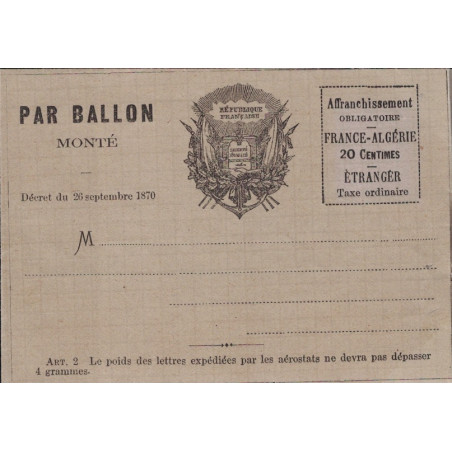 PAR BALLON
MONTÉ
Décret du 26 septembre 1870
RÉPUBLIQUE
FRANÇAISE
Affranchissement
OBLIGATOIRE
FRANCE-ALGÉRIE
20 CENTIMES
ÈTRANGÉR
Taxe ordinaire
M
ART. 2 Le poids des lettres expédiées par les aérostats ne devra pas dépasser
4 grammes.